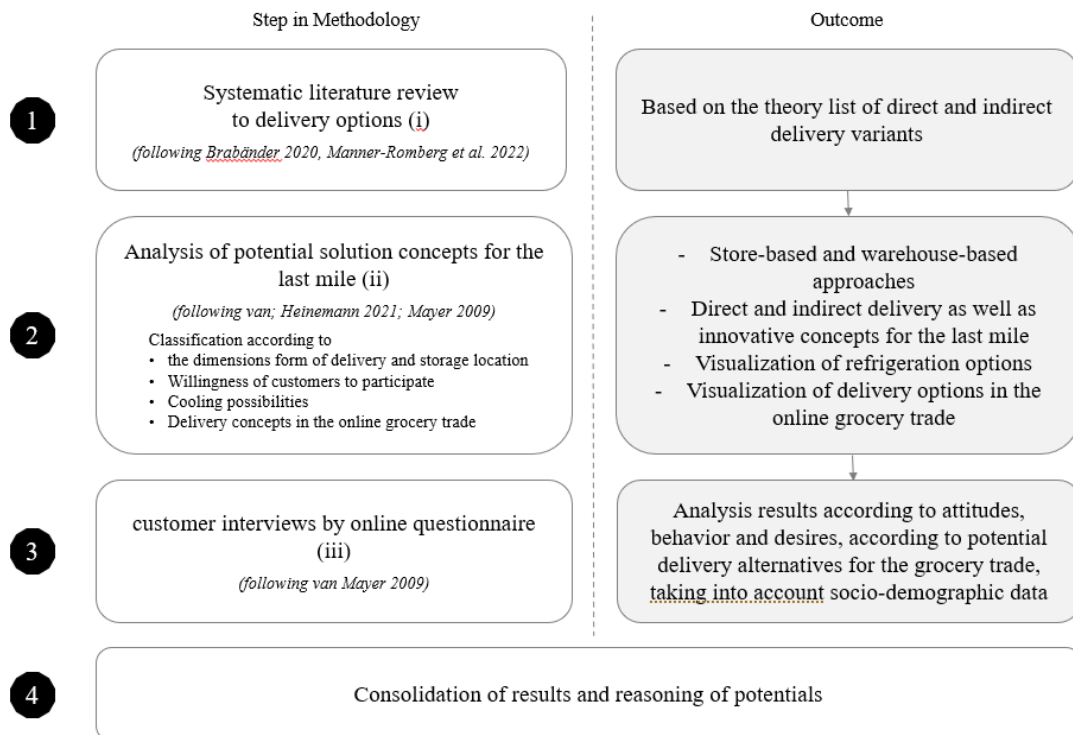 Step in Methodology
Outcome
1
Systematic literature review
to delivery options (i)
(following Brabänder 2020, Manner-Romberg et al. 2022)
Based on the theory list of direct and indirect
delivery variants
2
Analysis of potential solution concepts for the
last mile (ii)
(following van; Heinemann 2021; Mayer 2009)
Classification according to
• the dimensions form of delivery and storage location
• Willingness of customers to participate
• Cooling possibilities
• Delivery concepts in the online grocery trade
- Store-based and warehouse-based
approaches
- Direct and indirect delivery as well as
innovative concepts for the last mile
- Visualization of refrigeration options
- Visualization of delivery options in the
online grocery trade
3
customer interviews by online questionnaire
(iii)
(following van Mayer 2009)
Analysis results according to attitudes,
behavior and desires, according to potential
delivery alternatives for the grocery trade,
taking into account socio-demographic data
4
Consolidation of results and reasoning of potentials